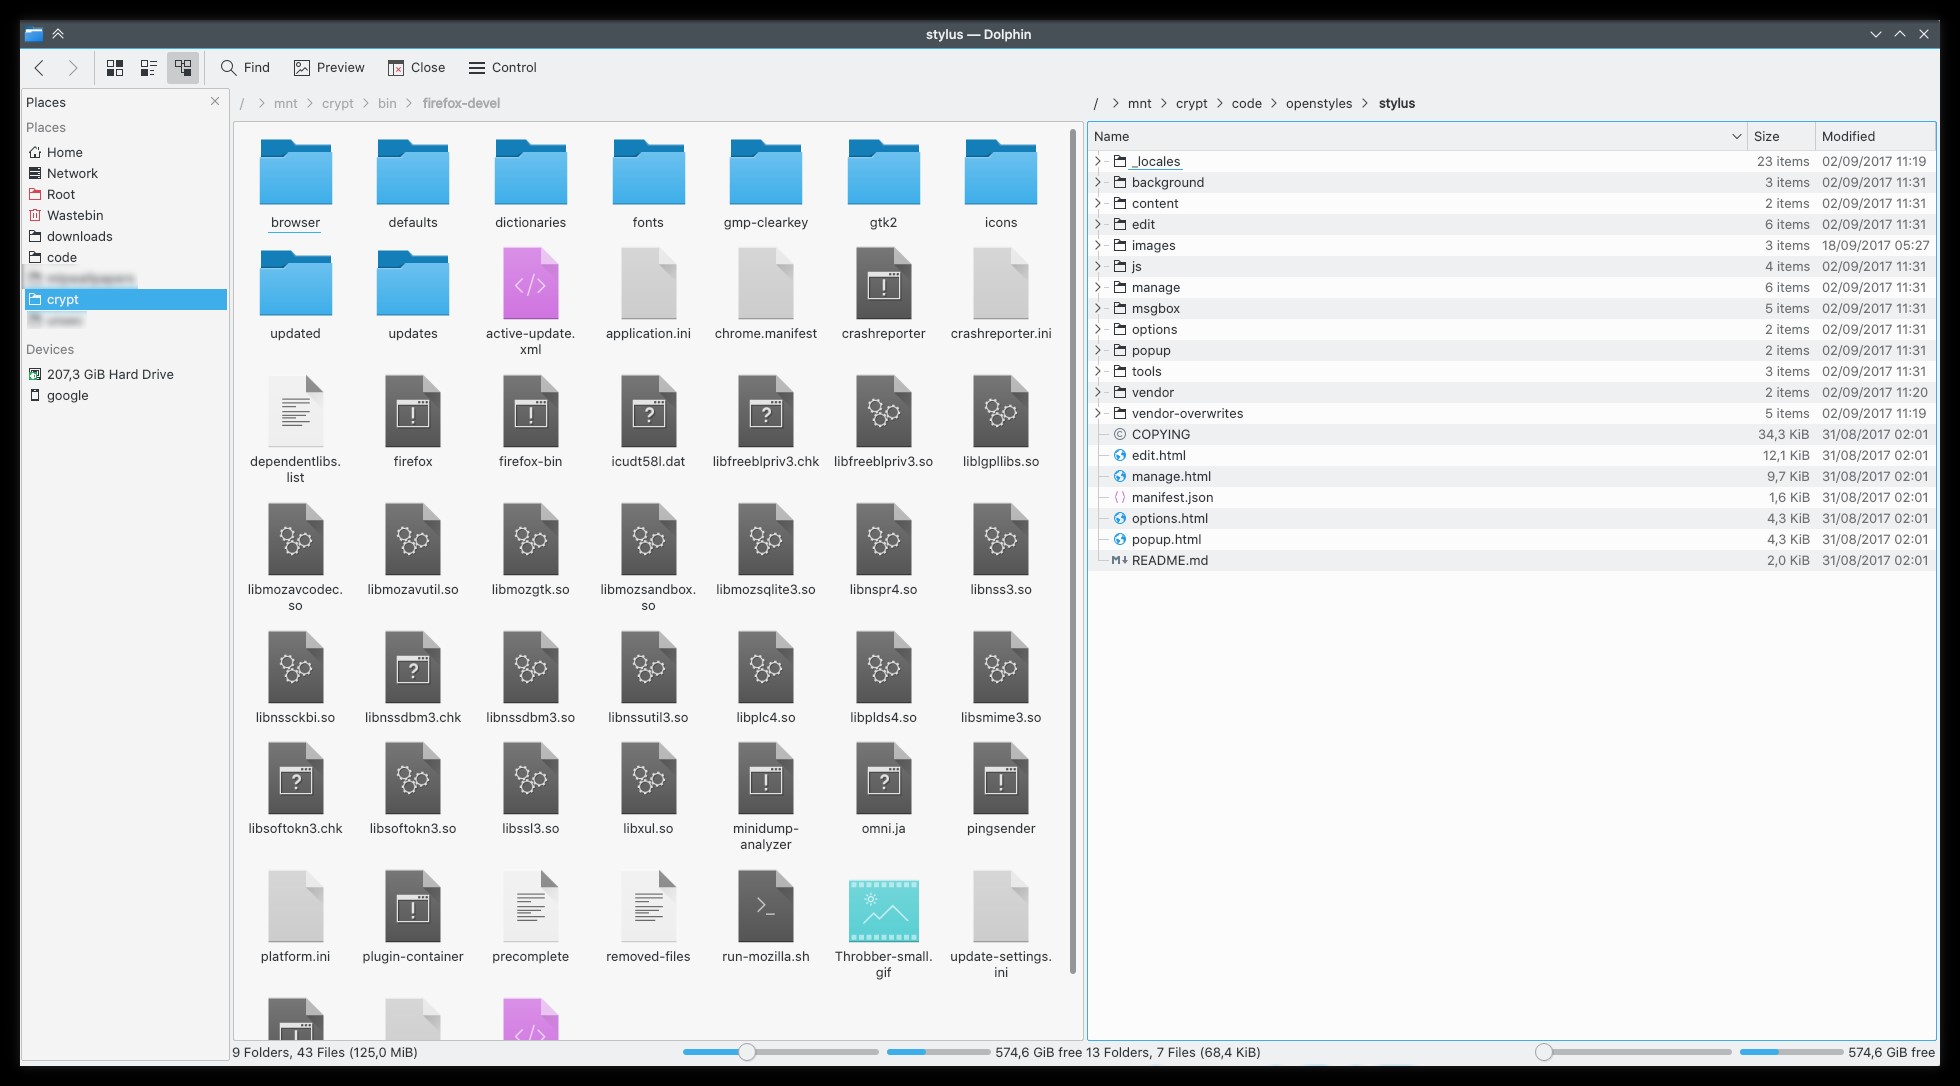 stylus — Dolphin
Find Preview Close Control
Places
Places
Home
Network
Root
Wastebin
downloads
code
crypt
Devices
207,3 GiB Hard Drive
google
/ > mnt > crypt > bin > firefox-devel
browser defaults dictionaries fonts gmp-clearkey gtk2 icons
updated updates active-update. application.ini chrome.manifest crashreporter crashreporter.ini
xml
dependentlibs. firefox firefox-bin icudt58l.dat libfreeblpriv3.chk libfreeblpriv3.so liblgpllibs.so
list
libmozavcodec. libmozavutil.so libmozgtk.so libmozsandbox. libmozsqlite3.so libnspr4.so libnss3.so
so so
libnssckbi.so libnssdbm3.chk libnssdbm3.so libnssutil3.so libplc4.so libplds4.so libsmime3.so
libsoftokn3.chk libsoftokn3.so libssl3.so libxul.so minidump- omni.ja pingsender
analyzer
platform.ini plugin-container precomplete removed-files run-mozilla.sh Throbber-small. update-settings.
gif ini
9 Folders, 43 Files (125,0 MiB) 574,6 GiB free
/ > mnt > crypt > code > openstyles > stylus
Name Size Modified
_locales 23 items 02/09/2017 11:19
background 3 items 02/09/2017 11:31
content 2 items 02/09/2017 11:31
edit 6 items 02/09/2017 11:31
images 3 items 18/09/2017 05:27
js 4 items 02/09/2017 11:31
manage 6 items 02/09/2017 11:31
msgbox 5 items 02/09/2017 11:31
options 2 items 02/09/2017 11:31
popup 2 items 02/09/2017 11:31
tools 3 items 02/09/2017 11:31
vendor 2 items 02/09/2017 11:20
vendor-overwrites 5 items 02/09/2017 11:19
COPYING 34,3 KiB 31/08/2017 02:01
edit.html 12,1 KiB 31/08/2017 02:01
manage.html 9,7 KiB 31/08/2017 02:01
manifest.json 1,6 KiB 31/08/2017 02:01
options.html 4,3 KiB 31/08/2017 02:01
popup.html 4,3 KiB 31/08/2017 02:01
README.md 2,0 KiB 31/08/2017 02:01
13 Folders, 7 Files (68,4 KiB) 574,6 GiB free